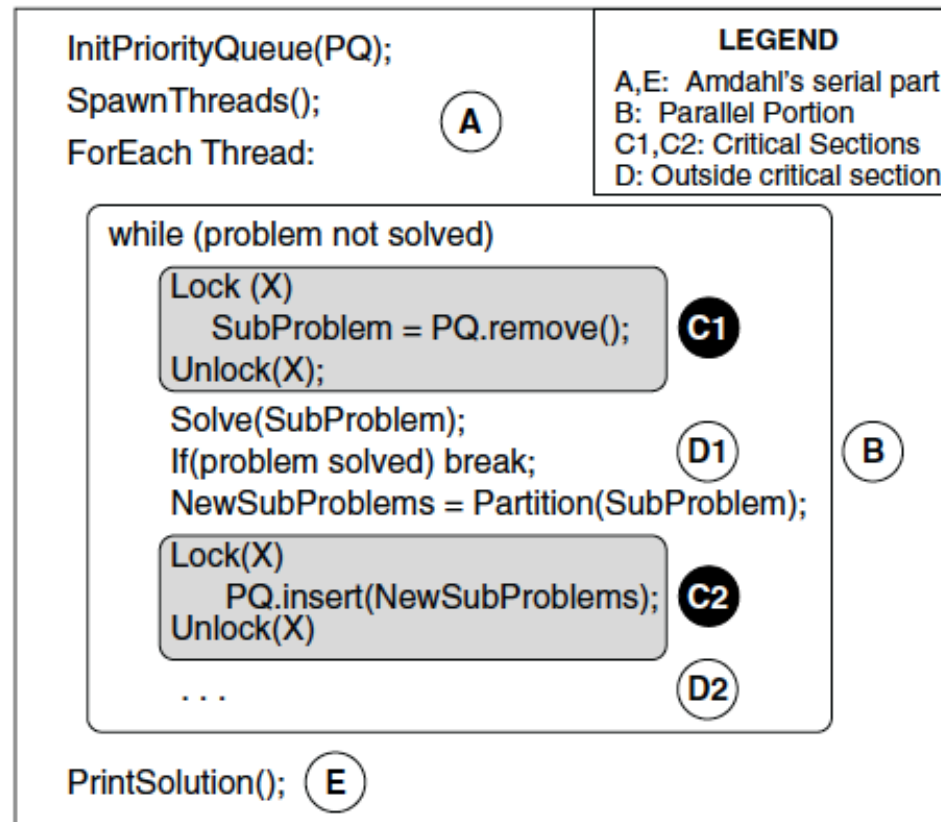 InitPriorityQueue(PQ);
SpawnThreads();
ForEach Thread:
A
LEGEND
A,E: Amdahl's serial part
B: Parallel Portion
C1,C2: Critical Sections
D: Outside critical section
while (problem not solved)
Lock (X)
SubProblem = PQ.remove();
Unlock(X);
C1
Solve(SubProblem);
If(problem solved) break;
NewSubProblems = Partition(SubProblem);
D1
B
Lock(X)
PQ.insert(NewSubProblems);
Unlock(X)
C2
. . .
D2
PrintSolution();
E